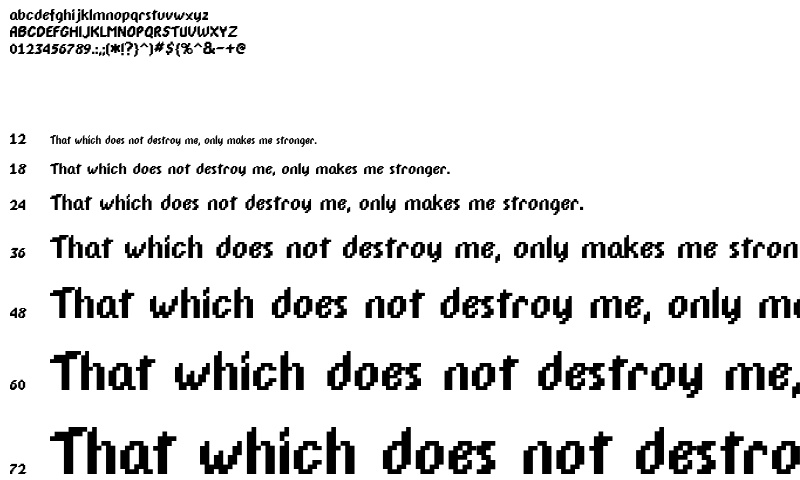 abcdefghijklmnopqrstuvwxyz
ABCDEFGHIJKLMNOPQRSTUVWXYZ
0123456789.:,;(*!?}^)#${%^&-+@
12 That which does not destroy me, only makes me stronger.
18 That which does not destroy me, only makes me stronger.
24 That which does not destroy me, only makes me stronger.
36 That which does not destroy me, only makes me stron
48 That which does not destroy me, only m
60 That which does not destroy me,
72 That which does not destro